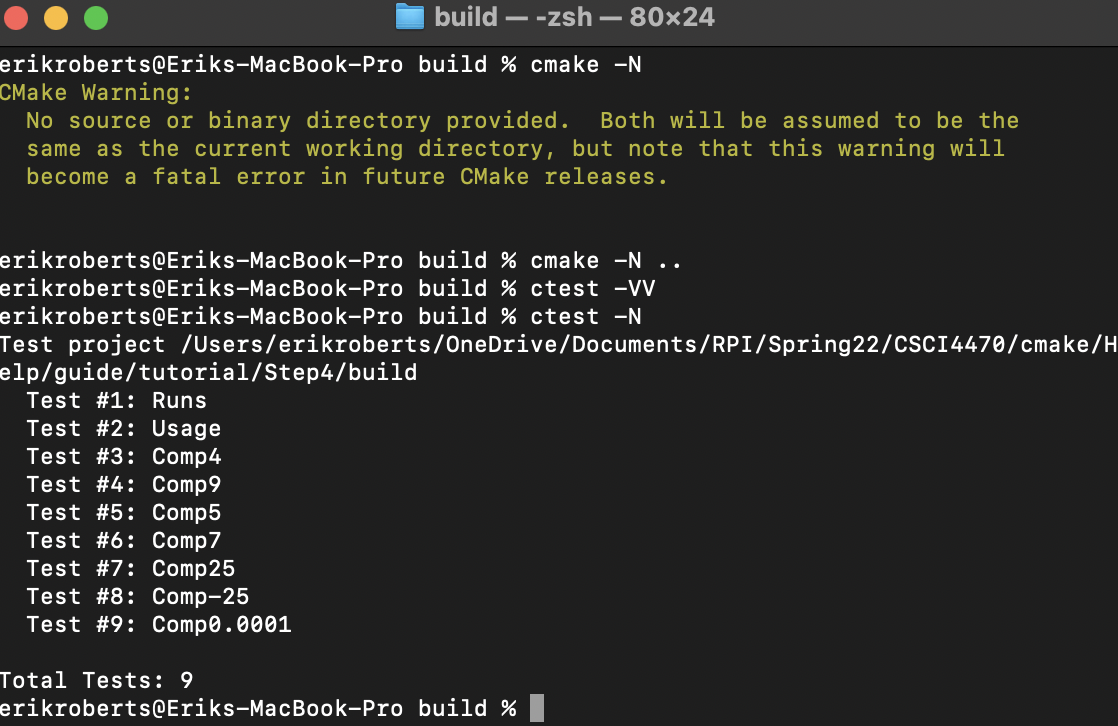 build — -zsh — 80×24
erikroberts@Eriks-MacBook-Pro build % cmake -N
CMake Warning:
  No source or binary directory provided.  Both will be assumed to be the
  same as the current working directory, but note that this warning will
  become a fatal error in future CMake releases.
erikroberts@Eriks-MacBook-Pro build % cmake -N ..
erikroberts@Eriks-MacBook-Pro build % ctest -VV
erikroberts@Eriks-MacBook-Pro build % ctest -N
Test project /Users/erikroberts/OneDrive/Documents/RPI/Spring22/CSCI4470/cmake/H
elp/guide/tutorial/Step4/build
  Test #1: Runs
  Test #2: Usage
  Test #3: Comp4
  Test #4: Comp9
  Test #5: Comp5
  Test #6: Comp7
  Test #7: Comp25
  Test #8: Comp-25
  Test #9: Comp0.0001
Total Tests: 9
erikroberts@Eriks-MacBook-Pro build %